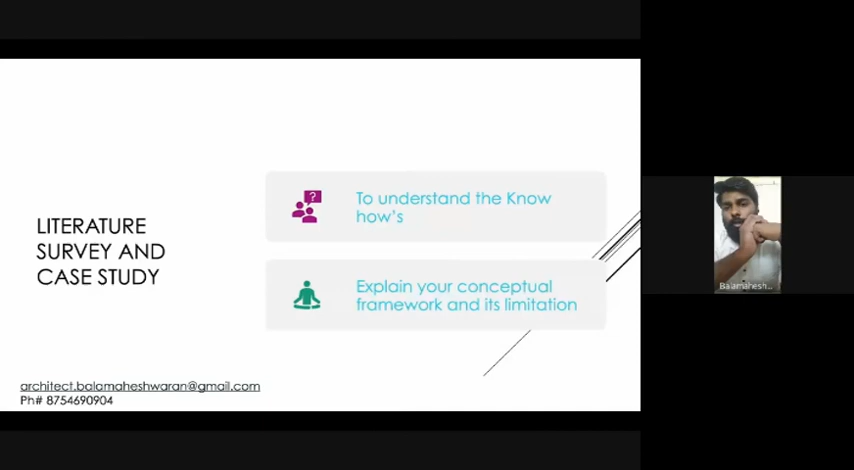 LITERATURE
SURVEY AND
CASE STUDY
?
To understand the Know
how's
Explain your conceptual
framework and its limitation
architect.balamaheshwaran@gmail.com
Ph# 8754690904
Balamahesh...